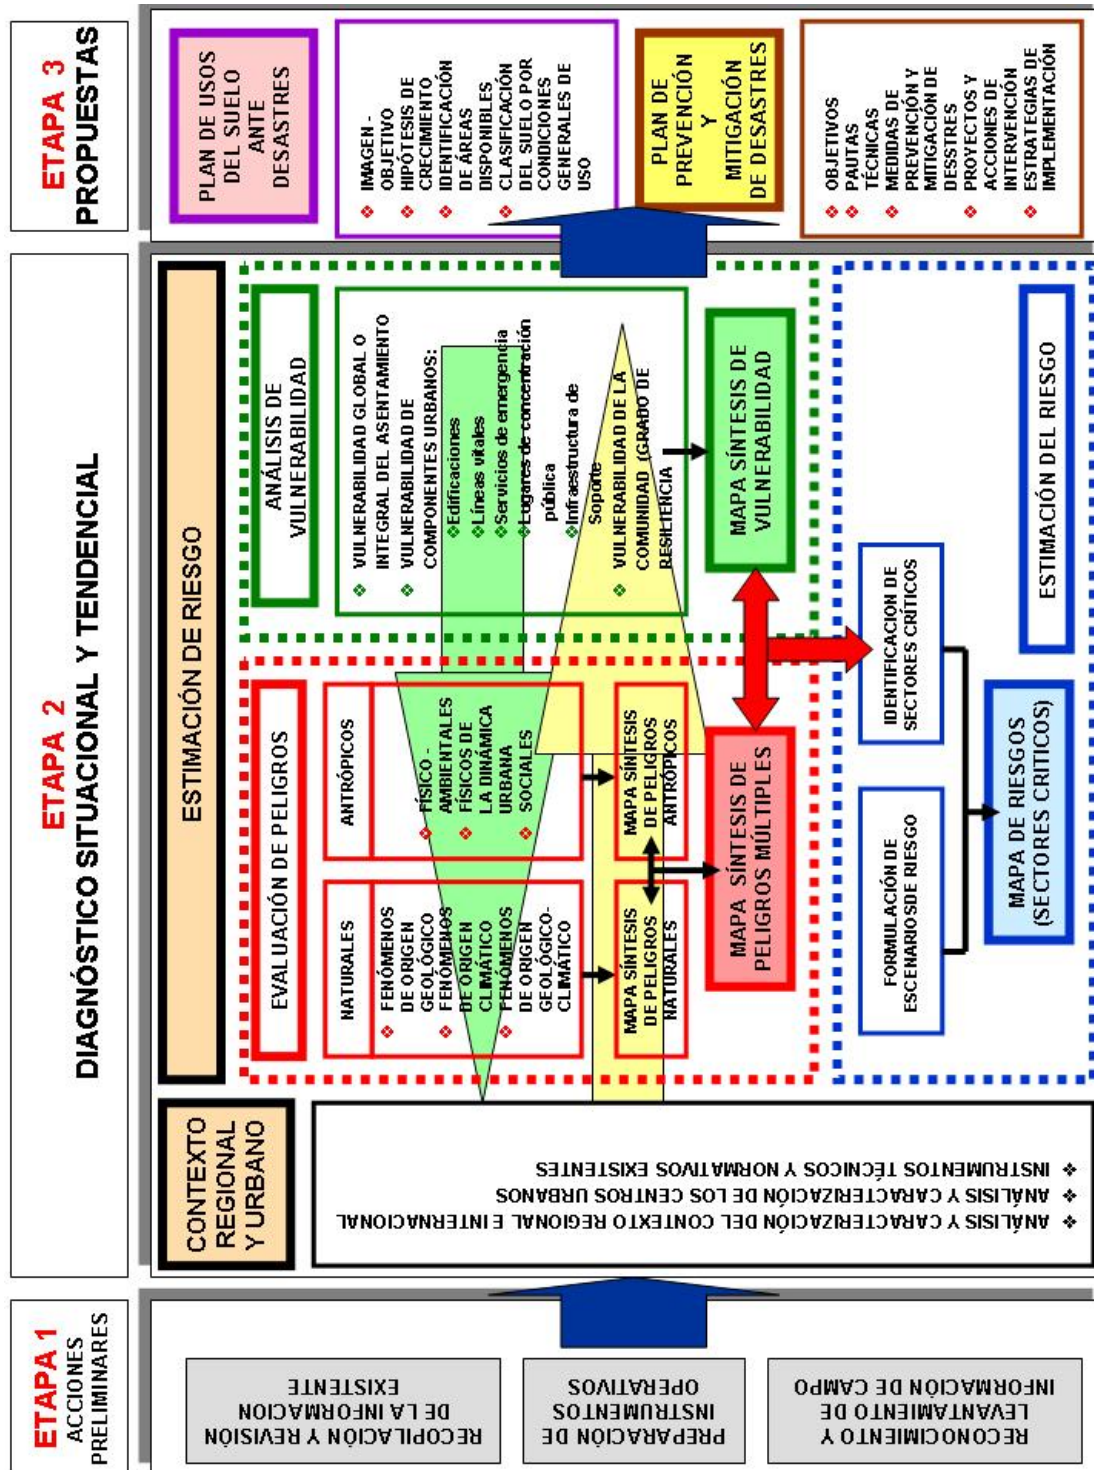 ETAPA 1
ACCIONES
PRELIMINARES
RECOPILACIÓN Y REVISIÓN
DE LA INFORMACION
EXISTENTE
PREPARACIÓN DE
INSTRUMENTOS
OPERATIVOS
RECONOCIMIENTO Y
LEVANTAMIENTO DE
INFORMACIÓN DE CAMPO
ETAPA 2
DIAGNÓSTICO SITUACIONAL Y TENDENCIAL
CONTEXTO
REGIONAL
Y URBANO
❖ ANÁLISIS Y CARACTERIZACIÓN DEL CONTEXTO REGIONAL E INTERNACIONAL
❖ ANÁLISIS Y CARACTERIZACIÓN DE LOS CENTROS URBANOS
❖ INSTRUMENTOS TÉCNICOS Y NORMATIVOS EXISTENTES
ESTIMACIÓN DE RIESGO
EVALUACIÓN DE PELIGROS
NATURALES
❖ FENÓMENOS
DE ORIGEN
GEOLÓGICO
❖ FENÓMENOS
DE ORIGEN
CLIMÁTICO
❖ FENÓMENOS
DE ORIGEN
GEOLÓGICO-
CLIMÁTICO
MAPA SÍNTESIS
DE PELIGROS
NATURALES
ANTRÓPICOS
❖ FÍSICO -
AMBIENTALES
❖ FÍSICOS DE
LA DINÁMICA
URBANA
❖ SOCIALES
MAPA SÍNTESIS
DE PELIGROS
ANTRÓPICOS
MAPA SÍNTESIS DE
PELIGROS MÚLTIPLES
ANÁLISIS DE
VULNERABILIDAD
❖ VULNERABILIDAD GLOBAL O
INTEGRAL DEL ASENTAMIENTO
❖ VULNERABILIDAD DE
COMPONENTES URBANOS:
❖Edificaciones
❖Líneas vitales
❖Servicios de emergencia
❖Lugares de concentración
pública
❖Infraestructura de
Soporte
❖ VULNERABILIDAD DE LA
COMUNIDAD (GRADO DE
RESILIENCIA
MAPA SÍNTESIS DE
VULNERABILIDAD
FORMULACIÓN DE
ESCENARIOSDE RIESGO
IDENTIFICACIÓN DE
SECTORES CRÍTICOS
MAPA DE RIESGOS
(SECTORES CRITICOS)
ESTIMACIÓN DEL RIESGO
ETAPA 3
PROPUESTAS
PLAN DE USOS
DEL SUELO
ANTE
DESASTRES
❖ IMAGEN -
OBJETIVO
❖ HIPÓTESIS DE
CRECIMIENTO
❖ IDENTIFICACIÓN
DE ÁREAS
DISPONIBLES
❖ CLASIFICACIÓN
DEL SUELO POR
CONDICIONES
GENERALES DE
USO
PLAN DE
PREVENCIÓN
Y
MITIGACIÓN
DE DESASTRES
❖ OBJETIVOS
❖ PAUTAS
TÉCNICAS
❖ MEDIDAS DE
PREVENCIÓN Y
MITIGACIÓN DE
DESSTRES
❖ PROYECTOS Y
ACCIONES DE
INTERVENCIÓN
❖ ESTRATEGIAS DE
IMPLEMENTACIÓN